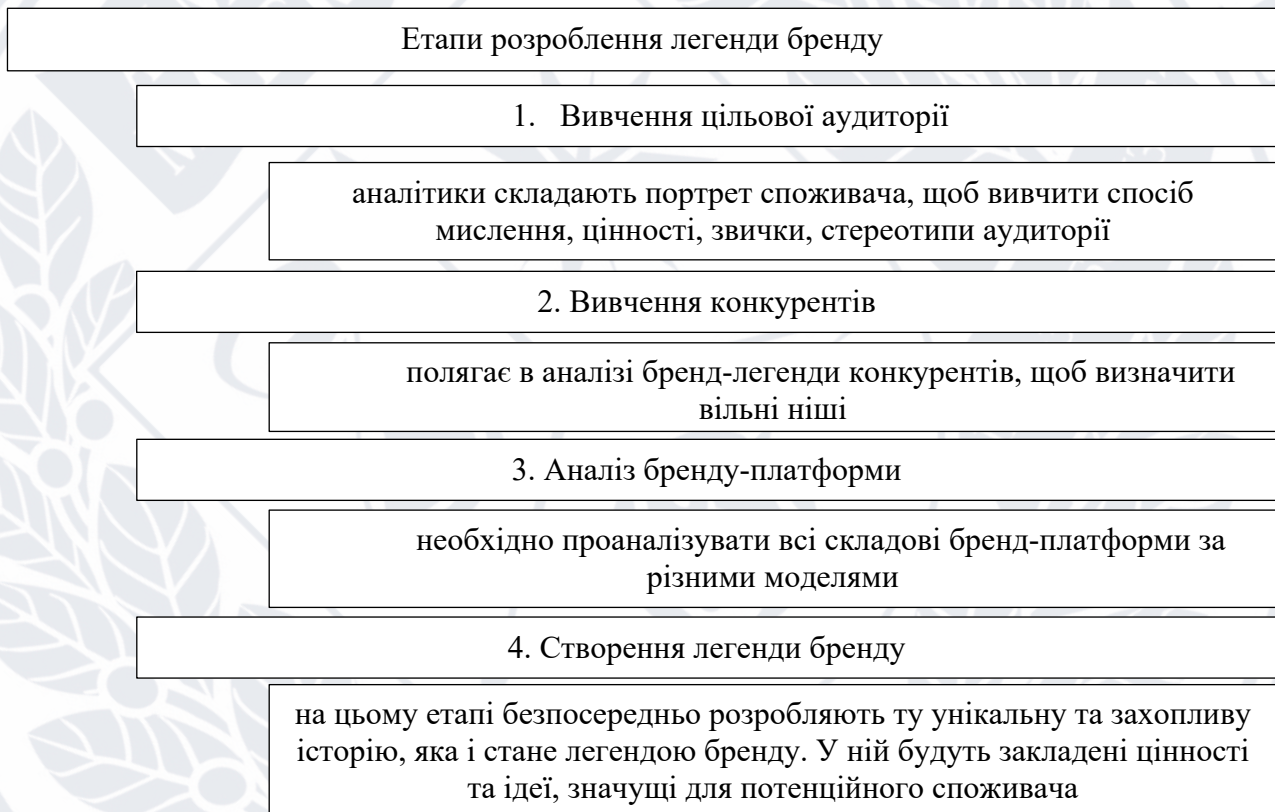 Етапи розроблення легенди бренду
1. Вивчення цільової аудиторії
аналітики складають портрет споживача, щоб вивчити спосіб
мислення, цінності, звички, стереотипи аудиторії
2. Вивчення конкурентів
полягає в аналізі бренд-легенди конкурентів, щоб визначити
вільні ніші
3. Аналіз бренду-платформи
необхідно проаналізувати всі складові бренд-платформи за
різними моделями
4. Створення легенди бренду
на цьому етапі безпосередньо розробляють ту унікальну та захопливу
історію, яка і стане легендою бренду. У ній будуть закладені цінності
та ідеї, значущі для потенційного споживача